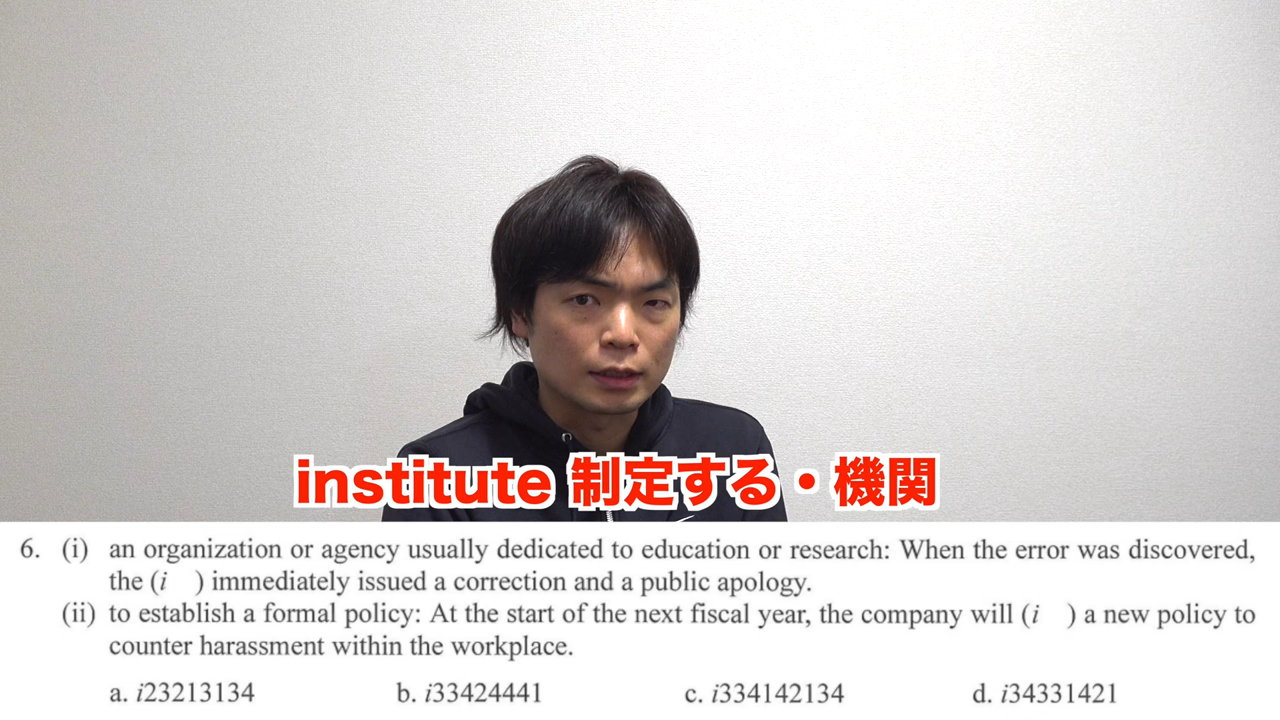 institute 制定する・機関
6. (i) an organization or agency usually dedicated to education or research: When the error was discovered,
the (i ) immediately issued a correction and a public apology.
(ii) to establish a formal policy: At the start of the next fiscal year, the company will (i ) a new policy to
counter harassment within the workplace.
a. i23213134 b. i33424441 c. i334142134 d. i34331421